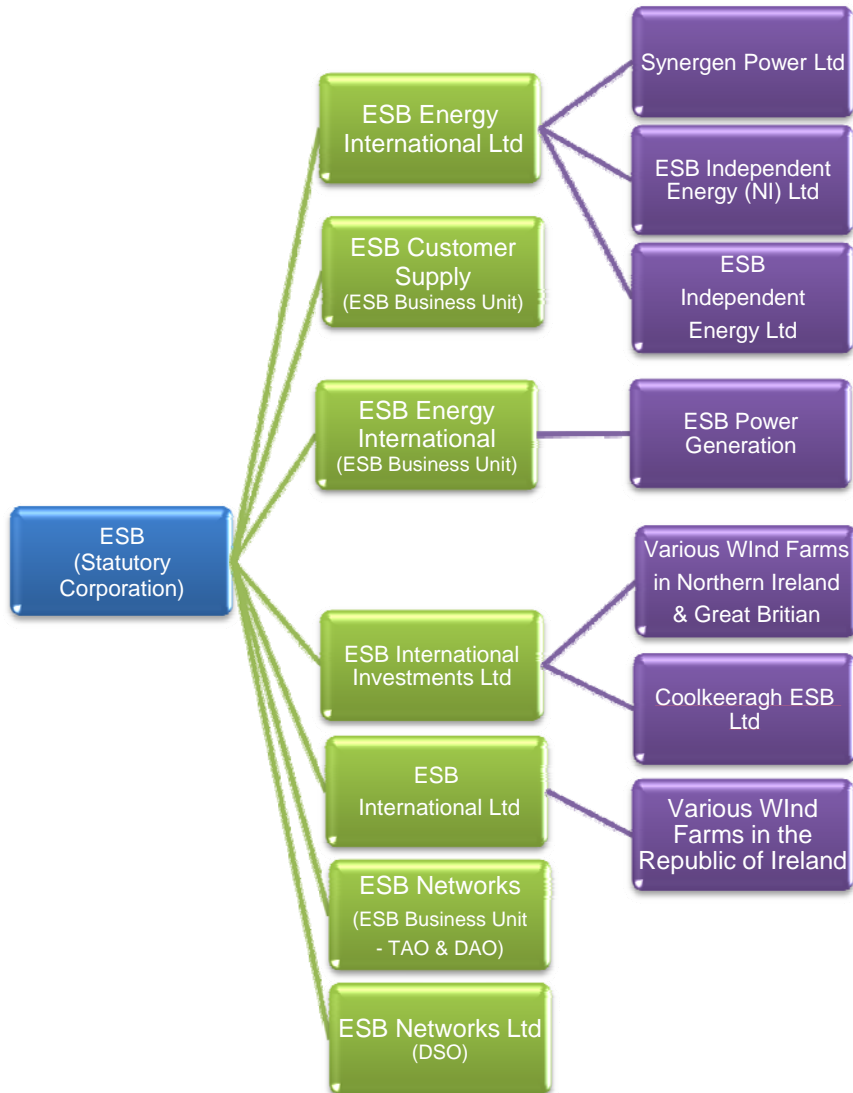 ESB
(Statutory
Corporation)
ESB Energy
International Ltd
ESB Customer
Supply
(ESB Business Unit)
ESB Energy
International
(ESB Business Unit)
ESB International
Investments Ltd
ESB
International Ltd
ESB Networks
(ESB Business Unit
- TAO & DAO)
ESB Networks Ltd
(DSO)
Synergen Power Ltd
ESB Independent
Energy (NI) Ltd
ESB
Independent
Energy Ltd
ESB Power
Generation
Various WInd Farms
in Northern Ireland
& Great Britian
Coolkeeragh ESB
Ltd
Various WInd
Farms in the
Republic of Ireland